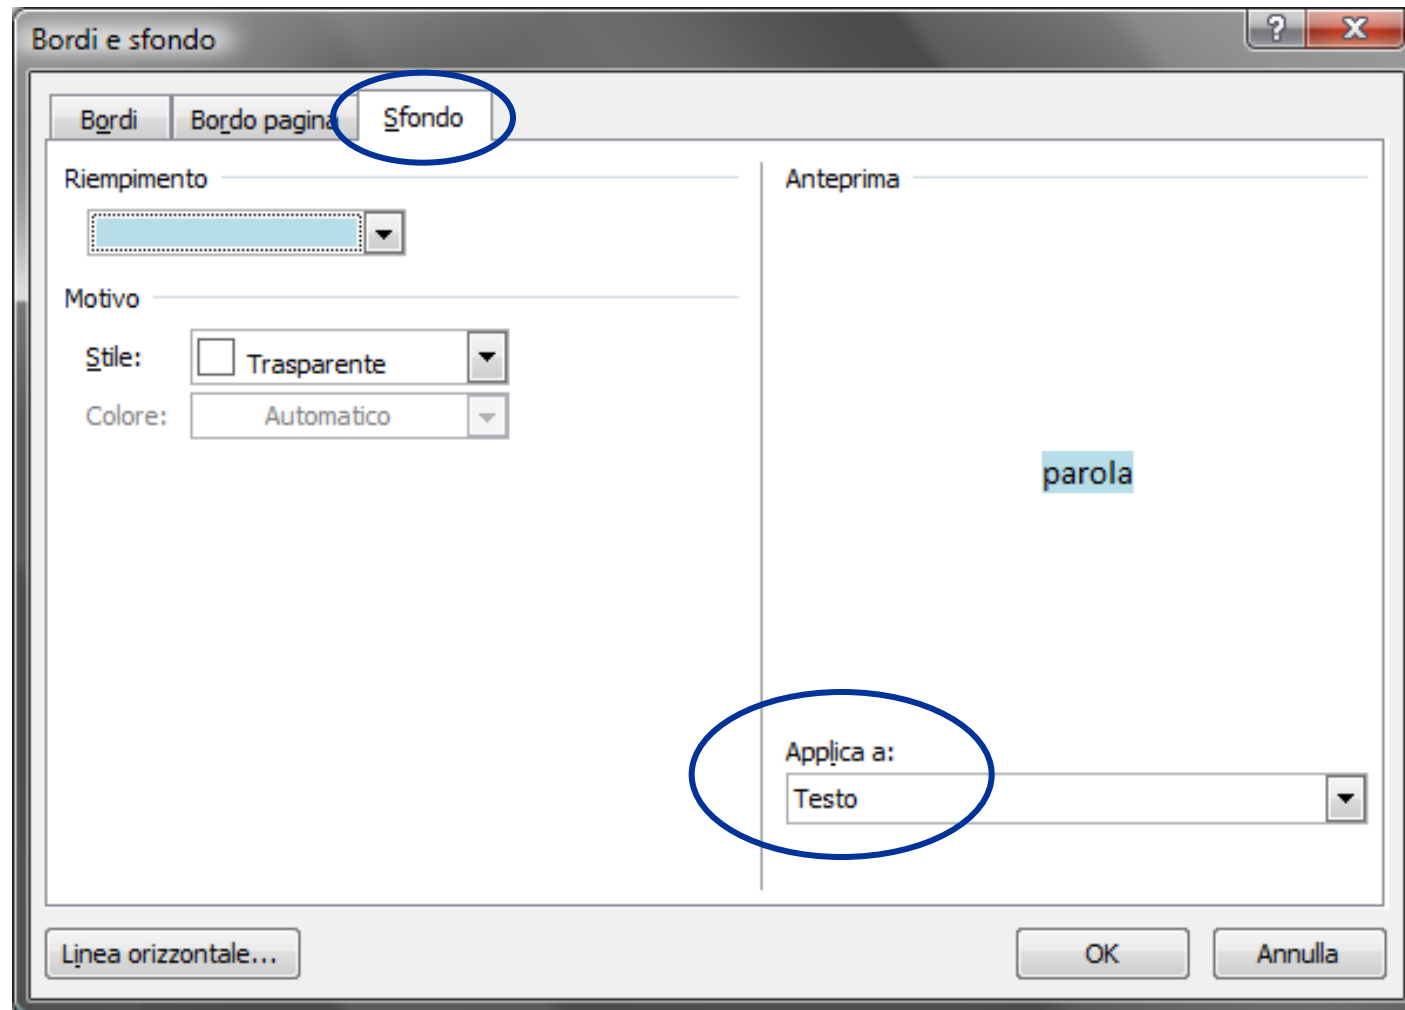 Bordi e sfondo
?
Bordi
Bordo pagina
Sfondo
Riempimento
Motivo
Stile:
Trasparente
Colore:
Automatico
Anteprima
parola
Applica a:
Testo
Linea orizzontale...
OK
Annulla